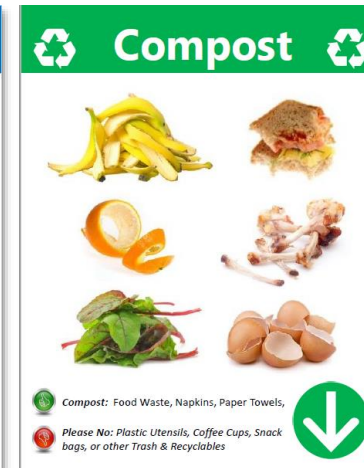 Compost
Compost: Food Waste, Napkins, Paper Towels,
Please No: Plastic Utensils, Coffee Cups, Snack
bags, or other Trash & Recyclables